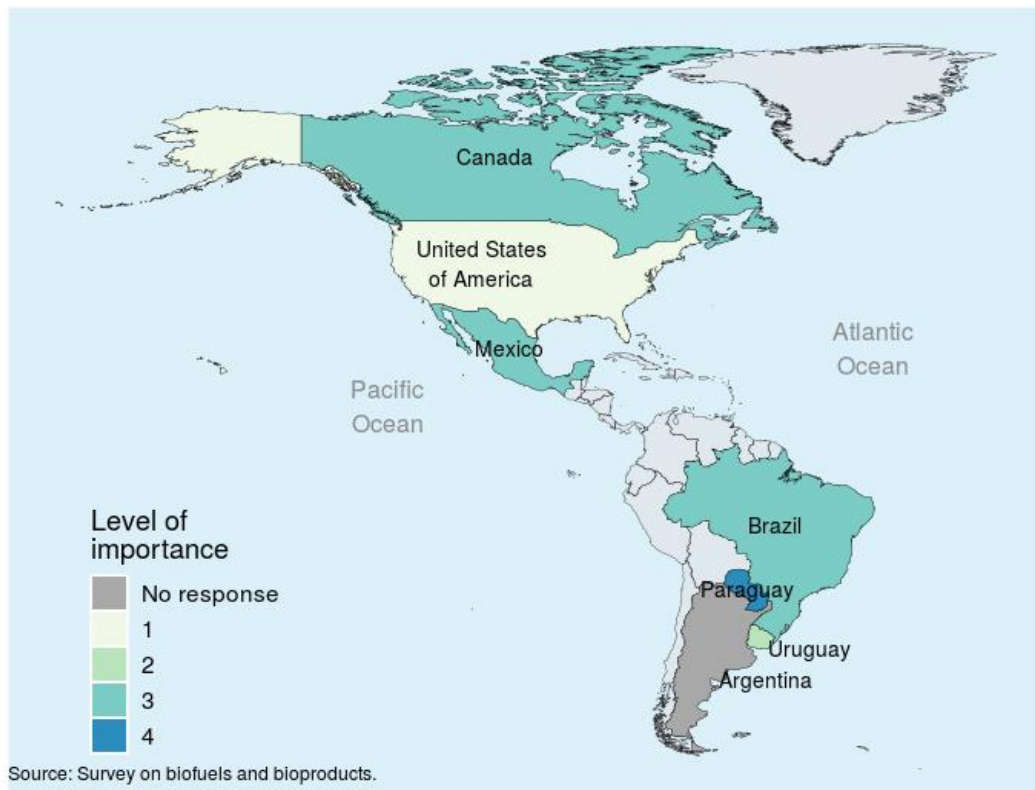 Canada
United States
of America
Mexico
Atlantic
Ocean
Pacific
Ocean
Brazil
Paraguay
Uruguay
Argentina
Level of
importance
No response
1
2
3
4
Source: Survey on biofuels and bioproducts.